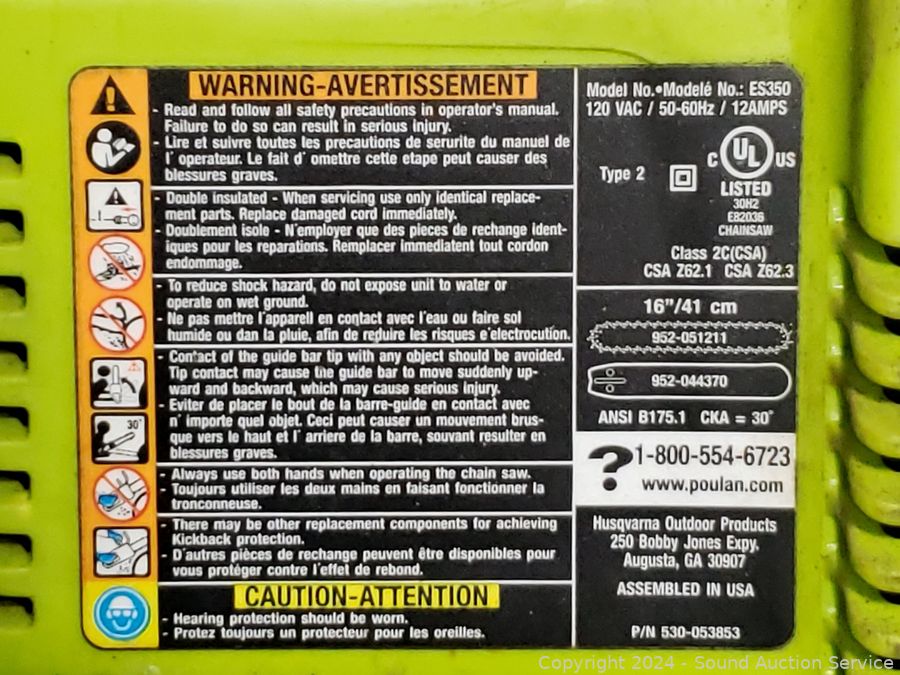 WARNING-AVERTISSEMENT
- Read and follow all safety precautions in operator's manual.
Failure to do so can result in serious injury.
- Lire et suivre toutes les precautions de serurite du manuel de
l' operateur. Le fait d' omettre cette etape peut causer des
blessures graves.
- Double insulated - When servicing use only identical replace-
ment parts. Replace damaged cord immediately.
- Doublement isole - N'employer que des pieces de rechange ident-
iques pour les reparations. Remplacer immediatent tout cordon
endommage.
- To reduce shock hazard, do not expose unit to water or
operate on wet ground.
- Ne pas mettre l'appareil en contact avec l'eau ou faire sol
humide ou dan la pluie, afin de reduire les risques e'electrocution.
- Contact of the guide bar tip with any object should be avoided.
Tip contact may cause the guide bar to move suddenly up-
ward and backward, which may cause serious injury.
- Eviter de placer le bout de la barre-guide en contact avec
n' importe quel objet. Ceci peut causer un mouvement brus-
que vers le haut et l' arriere de la barre, souvant resulter en
blessures graves.
30°
- Always use both hands when operating the chain saw.
- Toujours utiliser les deux mains en faisant fonctionner la
tronconneuse.
- There may be other replacement components for achieving
Kickback protection.
- D'autres pièces de rechange peuvent être disponibles pour
vous protéger contre l'effet de rebond.
CAUTION-ATTENTION
- Hearing protection should be worn.
- Protez toujours un protecteur pour les oreilles.
Model No.•Modelé No.: ES350
120 VAC / 50-60Hz / 12AMPS
Type 2
C UL US
LISTED
30H2
E82036
CHAINSAW
Class 2C(CSA)
CSA Z62.1 CSA Z62.3
16"/41 cm
952-051211
952-044370
ANSI B175.1 CKA = 30°
? 1-800-554-6723
www.poulan.com
Husqvarna Outdoor Products
250 Bobby Jones Expy.
Augusta, GA 30907
ASSEMBLED IN USA
P/N 530-053853
Copyright 2024 - Sound Auction Service